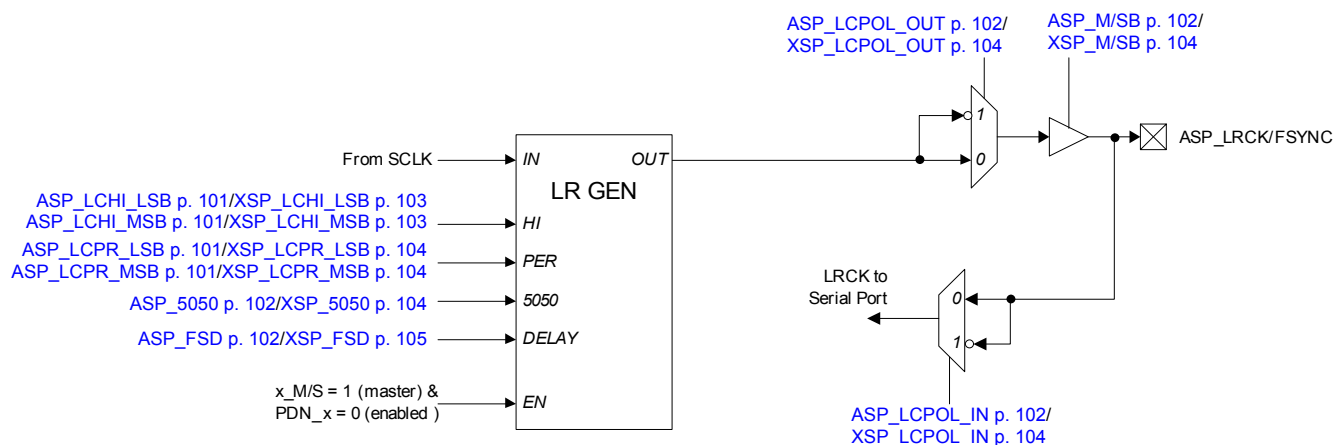 ASP_LCPOL_OUT p. 102/
XSP_LCPOL_OUT p. 104
ASP_M/SB p. 102/
XSP_M/SB p. 104
1
0
ASP_LRCK/FSYNC
From SCLK
IN
OUT
LR GEN
ASP_LCHI_LSB p. 101/XSP_LCHI_LSB p. 103
ASP_LCHI_MSB p. 101/XSP_LCHI_MSB p. 103
HI
ASP_LCPR_LSB p. 101/XSP_LCPR_LSB p. 104
ASP_LCPR_MSB p. 101/XSP_LCPR_MSB p. 104
PER
ASP_5050 p. 102/XSP_5050 p. 104
5050
ASP_FSD p. 102/XSP_FSD p. 105
DELAY
x_M/S = 1 (master) &
PDN_x = 0 (enabled )
EN
LRCK to
Serial Port
0
1
ASP_LCPOL_IN p. 102/
XSP_LCPOL_IN p. 104